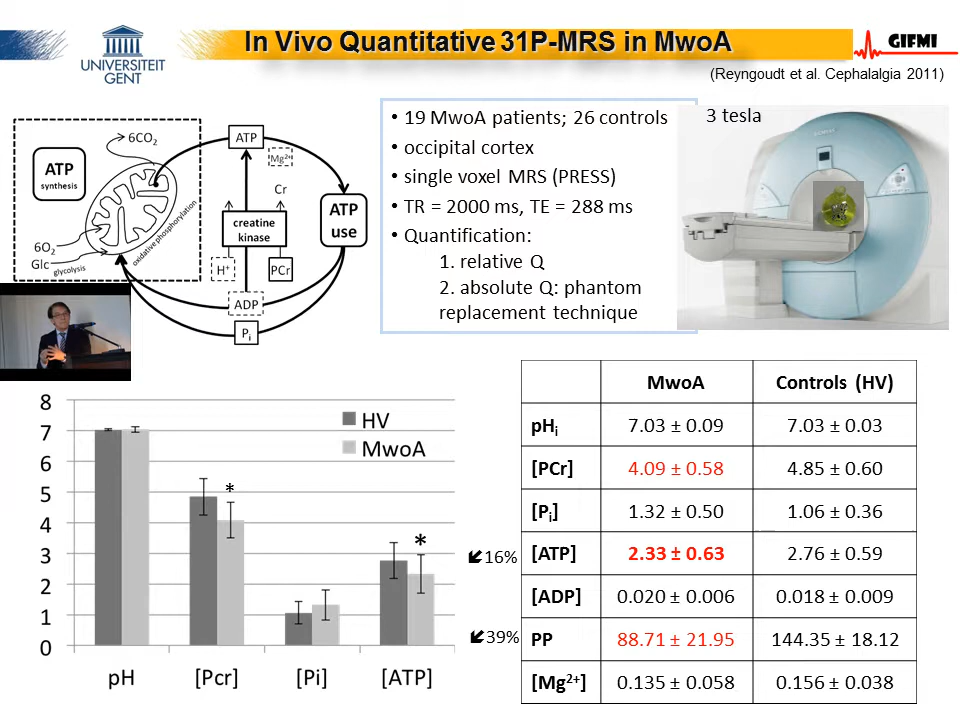 In Vivo Quantitative 31P-MRS in MwoA
UNIVERSITEIT
GENT
GIFMI
(Reyngoudt et al. Cephalalgia 2011)
ATP
synthesis
6CO2
6O2
Glc
glycolysis
oxidative phosphorylation
ATP
Mg2+
Cr
creatine
kinase
ATP
use
H+
PCr
ADP
Pi
• 19 MwoA patients; 26 controls
• occipital cortex
• single voxel MRS (PRESS)
• TR = 2000 ms, TE = 288 ms
• Quantification:
1. relative Q
2. absolute Q: phantom
replacement technique
3 tesla
8
7
6
5
4
3
2
1
0
HV
MwoA
*
*
pH [Pcr] [Pi] [ATP]
MwoA Controls (HV)
pHi 7.03 ± 0.09 7.03 ± 0.03
[PCr] 4.09 ± 0.58 4.85 ± 0.60
[Pi] 1.32 ± 0.50 1.06 ± 0.36
🡿16% [ATP] 2.33 ± 0.63 2.76 ± 0.59
[ADP] 0.020 ± 0.006 0.018 ± 0.009
🡿39% PP 88.71 ± 21.95 144.35 ± 18.12
[Mg2+] 0.135 ± 0.058 0.156 ± 0.038